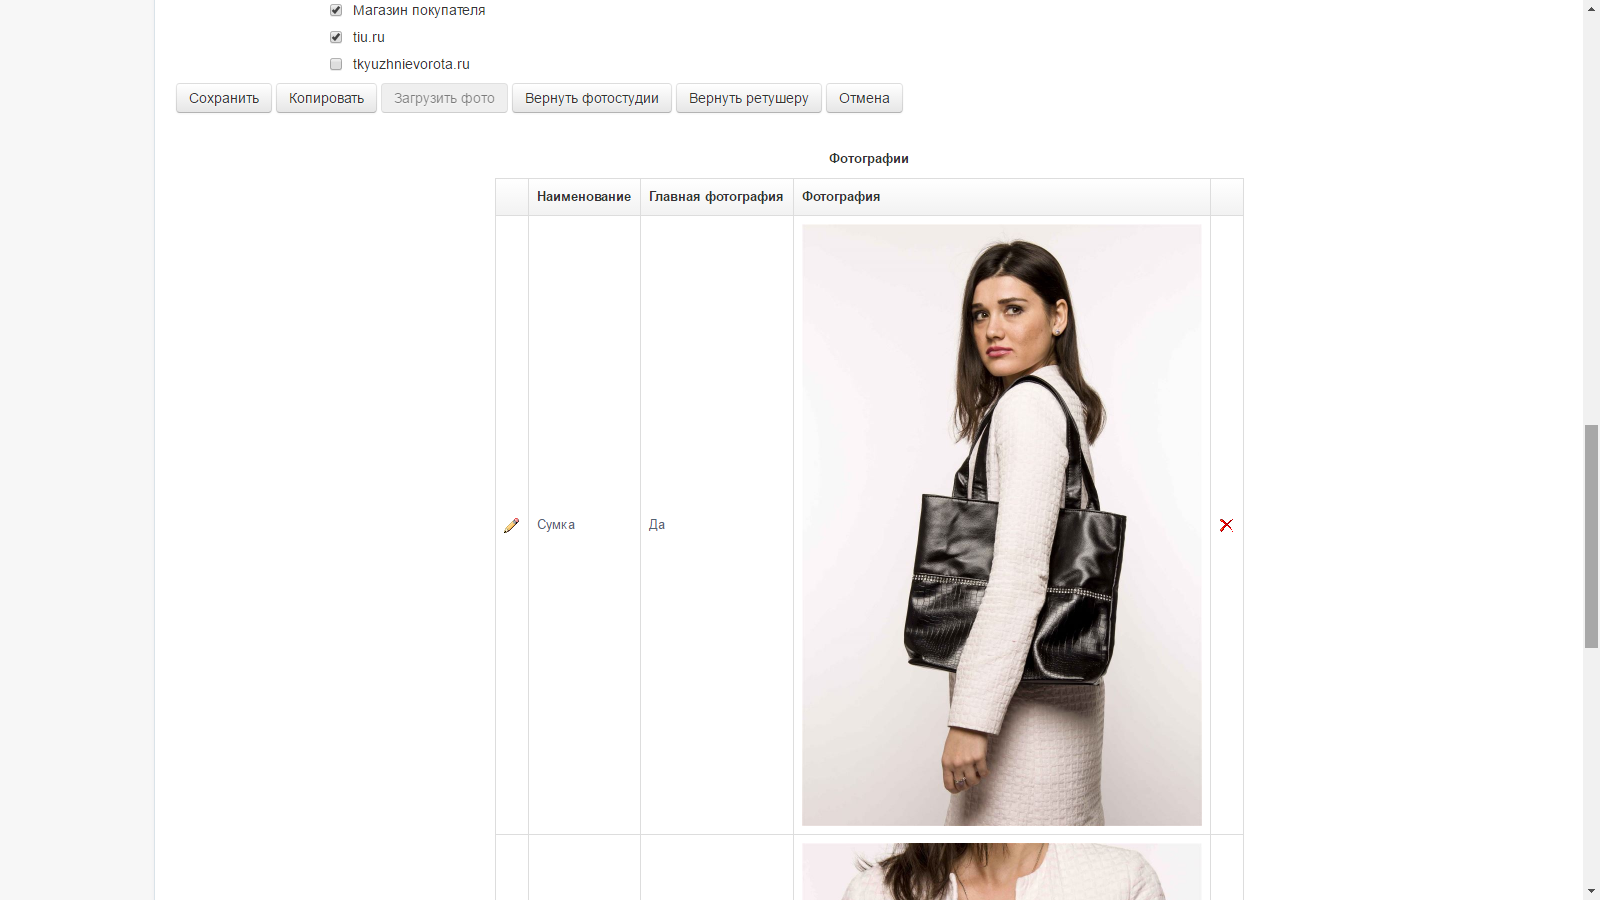 Магазин покупателя
tiu.ru
tkyuzhnievorota.ru
Сохранить Копировать Загрузить фото Вернуть фотостудии Вернуть ретушеру Отмена
Фотографии
Наименование Главная фотография Фотография
Сумка Да